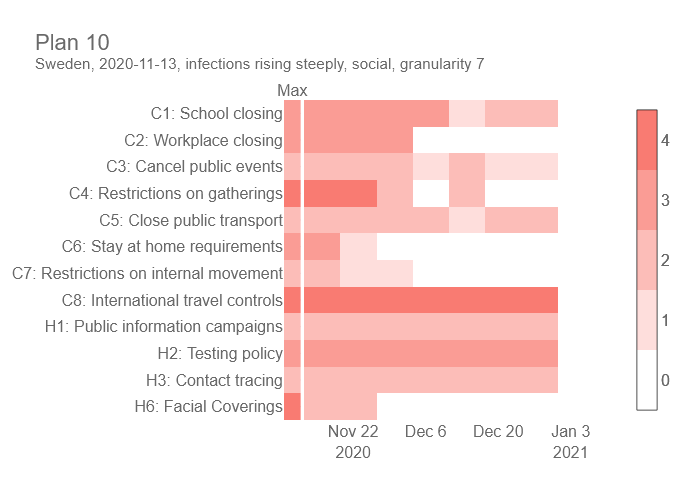 Plan 10
Sweden, 2020-11-13, infections rising steeply, social, granularity 7
Max
C1: School closing
C2: Workplace closing
C3: Cancel public events
C4: Restrictions on gatherings
C5: Close public transport
C6: Stay at home requirements
C7: Restrictions on internal movement
C8: International travel controls
H1: Public information campaigns
H2: Testing policy
H3: Contact tracing
H6: Facial Coverings
Nov 22 Dec 6 Dec 20 Jan 3
2020 2021
4
3
2
1
0